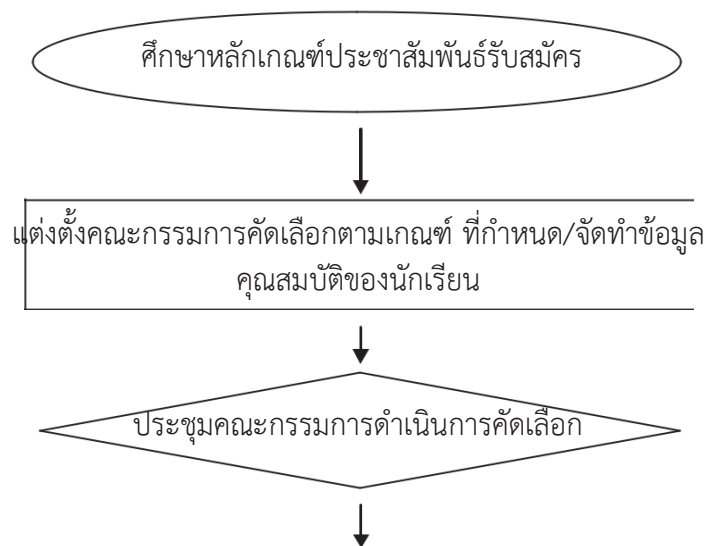 ศึกษาหลักเกณฑ์ประชาสัมพันธ์รับสมัคร
แต่งตั้งคณะกรรมการคัดเลือกตามเกณฑ์ ที่กำหนด/จัดทำข้อมูล
คุณสมบัติของนักเรียน
ประชุมคณะกรรมการดำเนินการคัดเลือก